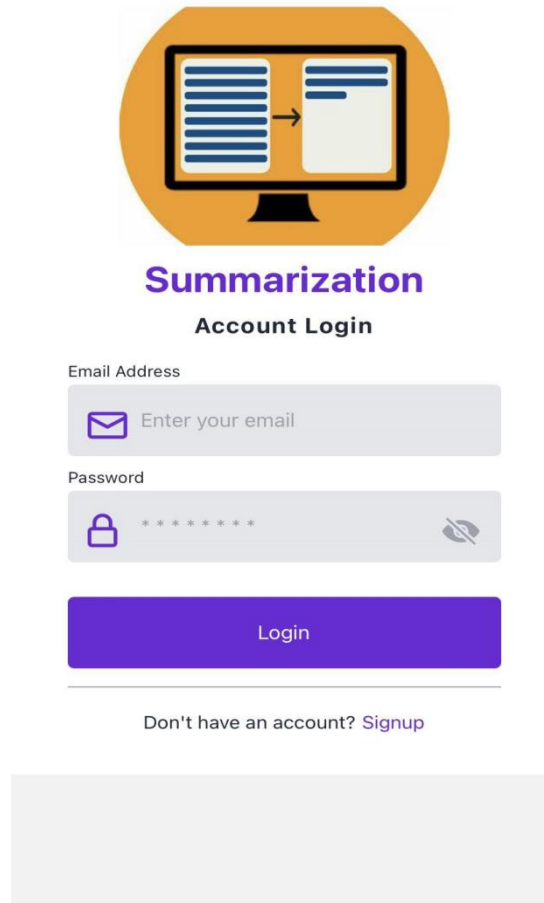 Summarization
Account Login
Email Address
Enter your email
Password
* * * * * * * *
Login
Don't have an account? Signup